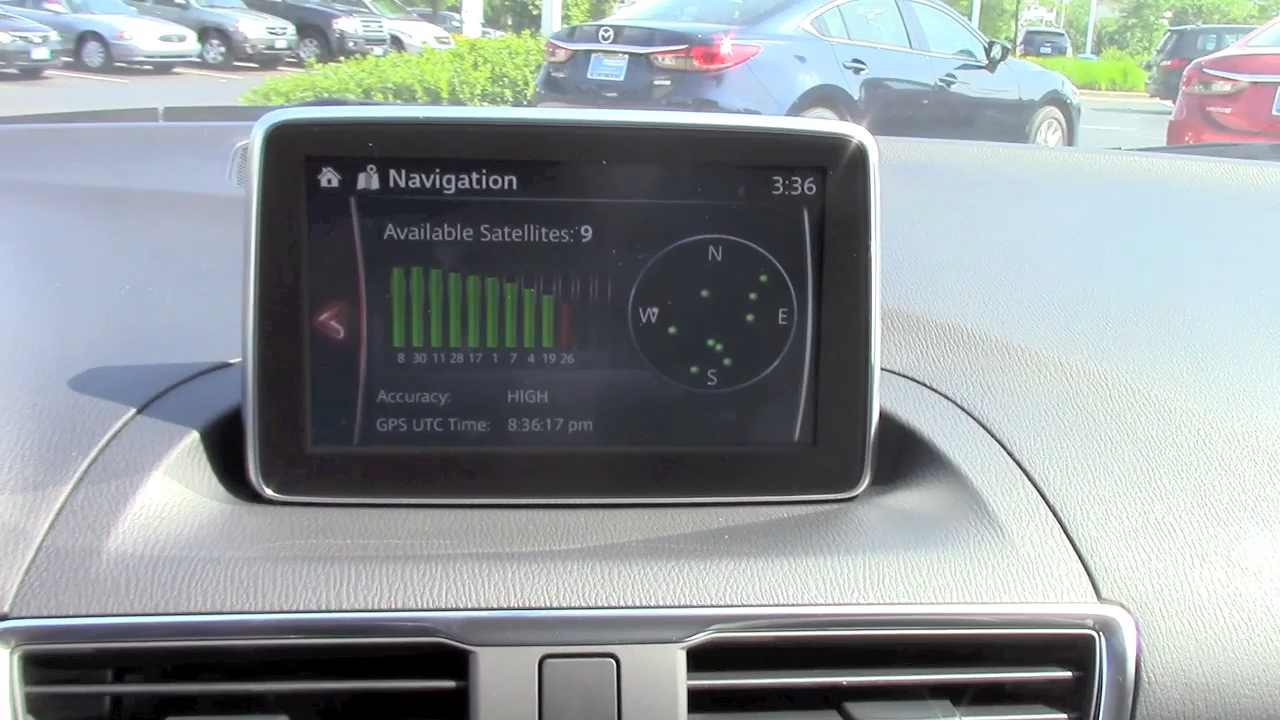 Navigation
3:36
Available Satellites: 9
N
W
E
S
8 30 11 28 17 1 7 4 19 26
Accuracy: HIGH
GPS UTC Time: 8:36:17 pm